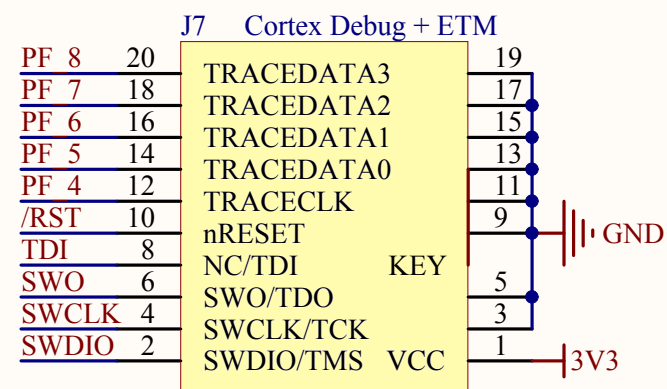 J7 Cortex Debug + ETM
PF_8 20 TRACEDATA3 19
PF_7 18 TRACEDATA2 17
PF_6 16 TRACEDATA1 15
PF_5 14 TRACEDATA0 13
PF_4 12 TRACECLK 11
/RST 10 nRESET 9 GND
TDI 8 NC/TDI KEY
SWO 6 SWO/TDO 5
SWCLK 4 SWCLK/TCK 3
SWDIO 2 SWDIO/TMS VCC 1 3V3